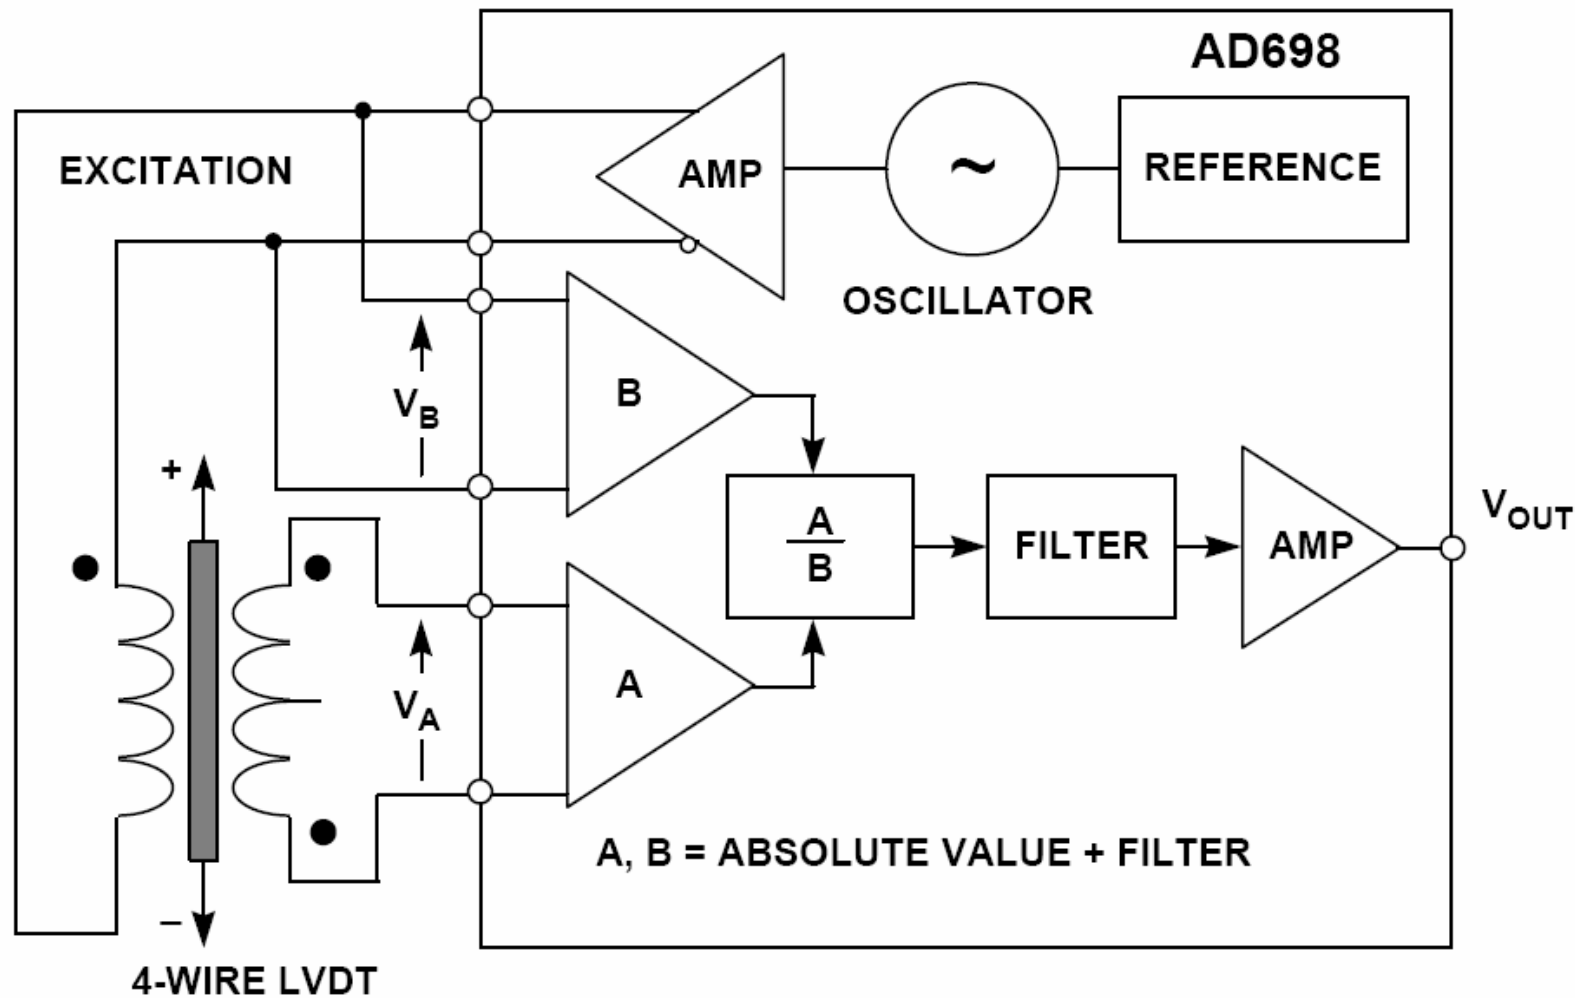 AD698
EXCITATION
AMP
~
REFERENCE
OSCILLATOR
VB
B
+
A
B
FILTER
AMP
VOUT
VA
A
A, B = ABSOLUTE VALUE + FILTER
–
4-WIRE LVDT